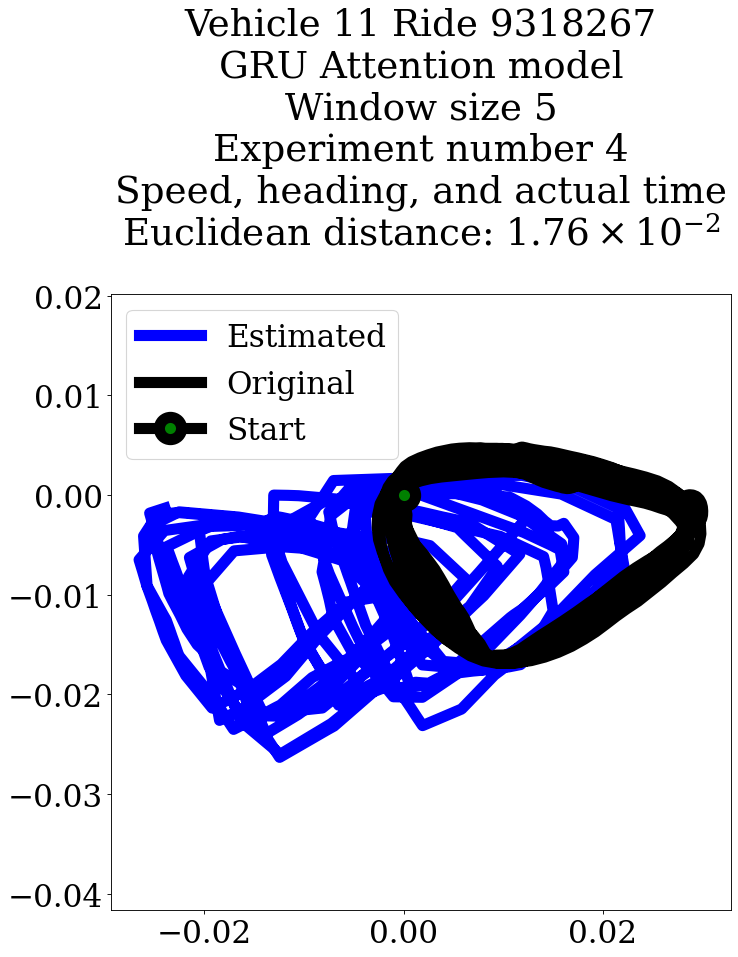 Vehicle 11 Ride 9318267
GRU Attention model
Window size 5
Experiment number 4
Speed, heading, and actual time
Euclidean distance: 1.76 × 10⁻²
0.02
Estimated
0.01
Original
Start
0.00
−0.01
−0.02
−0.03
−0.04
−0.02 0.00 0.02